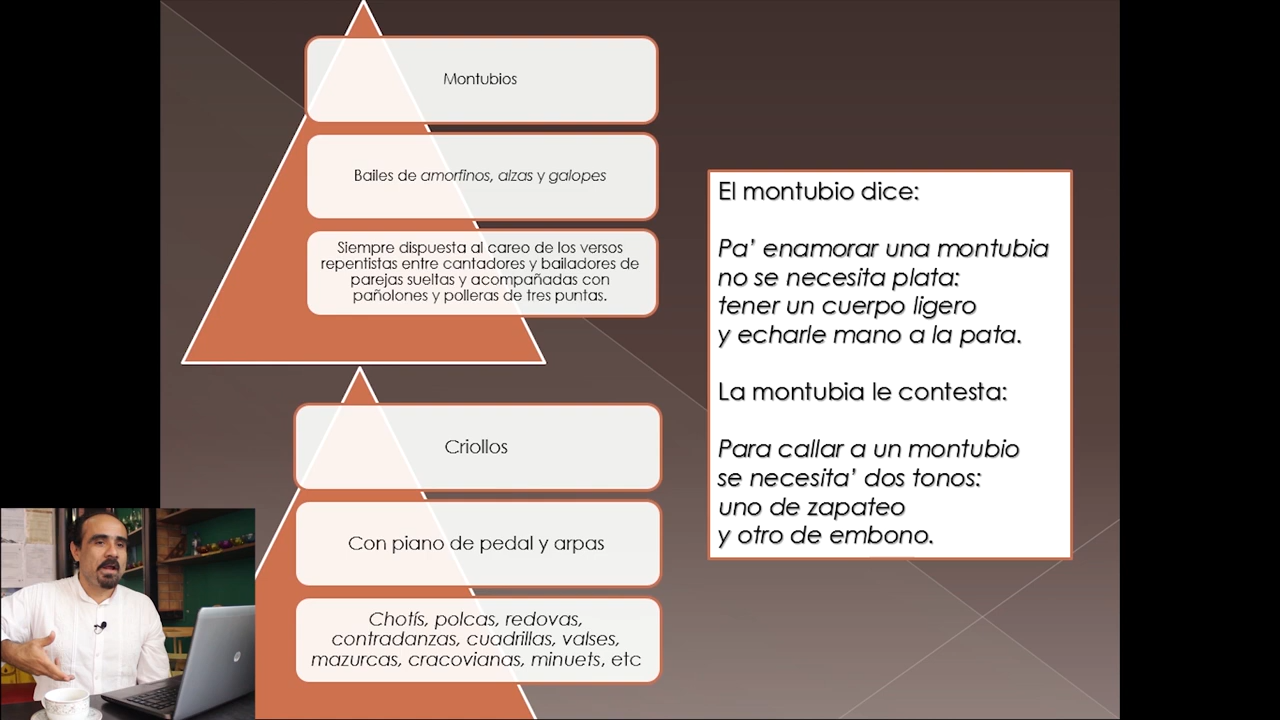 Montubios
Bailes de amorfinos, alzas y galopes
Siempre dispuesta al careo de los versos
repentistas entre cantadores y bailadores de
parejas sueltas y acompañadas con
pañolones y polleras de tres puntas.
Criollos
Con piano de pedal y arpas
Chotís, polcas, redovas,
contradanzas, cuadrillas, valses,
mazurcas, cracovianas, minuets, etc
El montubio dice:
Pa’ enamorar una montubia
no se necesita plata:
tener un cuerpo ligero
y echarle mano a la pata.
La montubia le contesta:
Para callar a un montubio
se necesita’ dos tonos:
uno de zapateo
y otro de embono.
hp